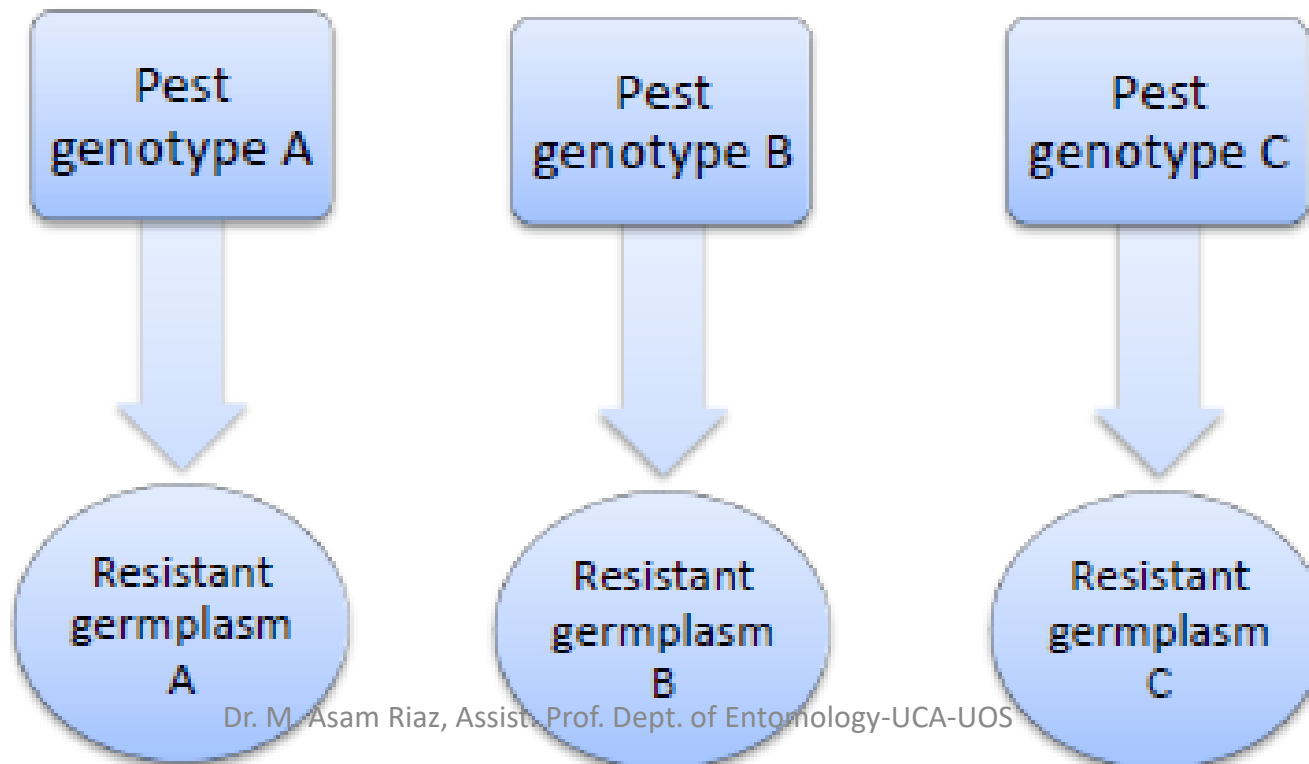 Pest
genotype A
Pest
genotype B
Pest
genotype C
Resistant
germplasm
A
Resistant
germplasm
B
Resistant
germplasm
C
Dr. M. Asam Riaz, Assist. Prof. Dept. of Entomology-UCA-UOS